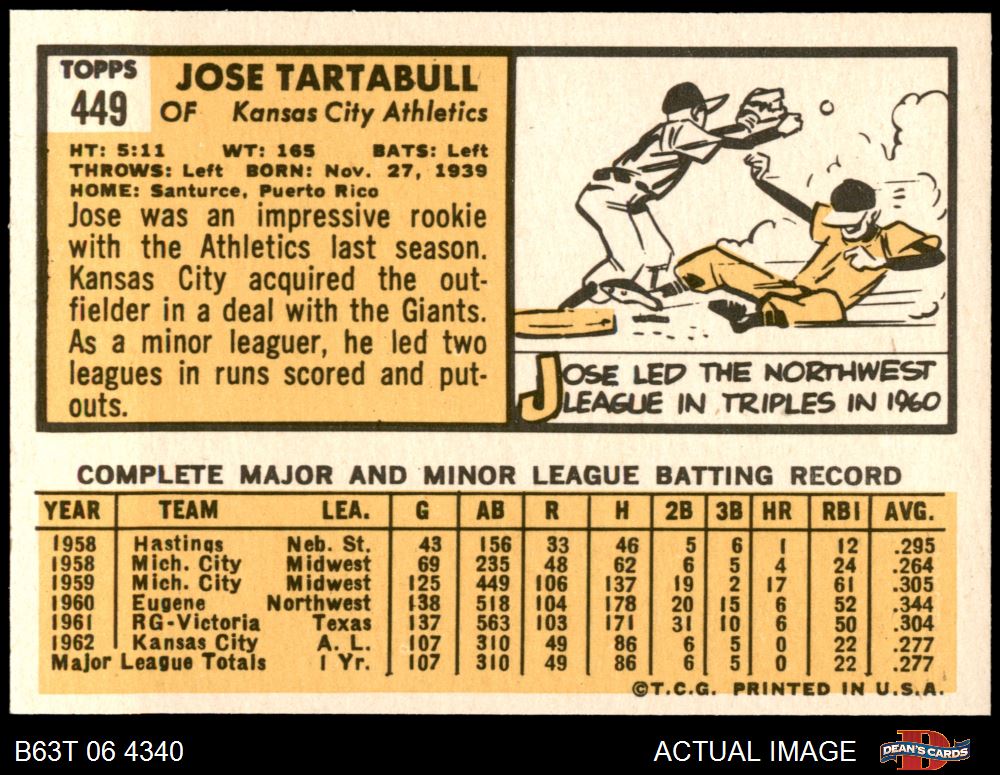 TOPPS
449
JOSE TARTABULL
OF Kansas City Athletics
HT: 5:11 WT: 165 BATS: Left
THROWS: Left BORN: Nov. 27, 1939
HOME: Santurce, Puerto Rico
Jose was an impressive rookie
with the Athletics last season.
Kansas City acquired the out-
fielder in a deal with the Giants.
As a minor leaguer, he led two
leagues in runs scored and put-
outs.
JOSE LED THE NORTHWEST
LEAGUE IN TRIPLES IN 1960
COMPLETE MAJOR AND MINOR LEAGUE BATTING RECORD
YEAR TEAM LEA. G AB R H 2B 3B HR RBI AVG.
1958 Hastings Neb. St. 43 156 33 46 5 6 1 12 .295
1958 Mich. City Midwest 69 235 48 62 6 5 4 24 .264
1959 Mich. City Midwest 125 449 106 137 19 2 17 61 .305
1960 Eugene Northwest 138 518 104 178 20 15 6 52 .344
1961 RG-Victoria Texas 137 563 103 171 31 10 6 50 .304
1962 Kansas City A. L. 107 310 49 86 6 5 0 22 .277
Major League Totals 1 Yr. 107 310 49 86 6 5 0 22 .277
©T.C.G. PRINTED IN U.S.A.
B63T 06 4340
ACTUAL IMAGE
DEAN'S CARDS